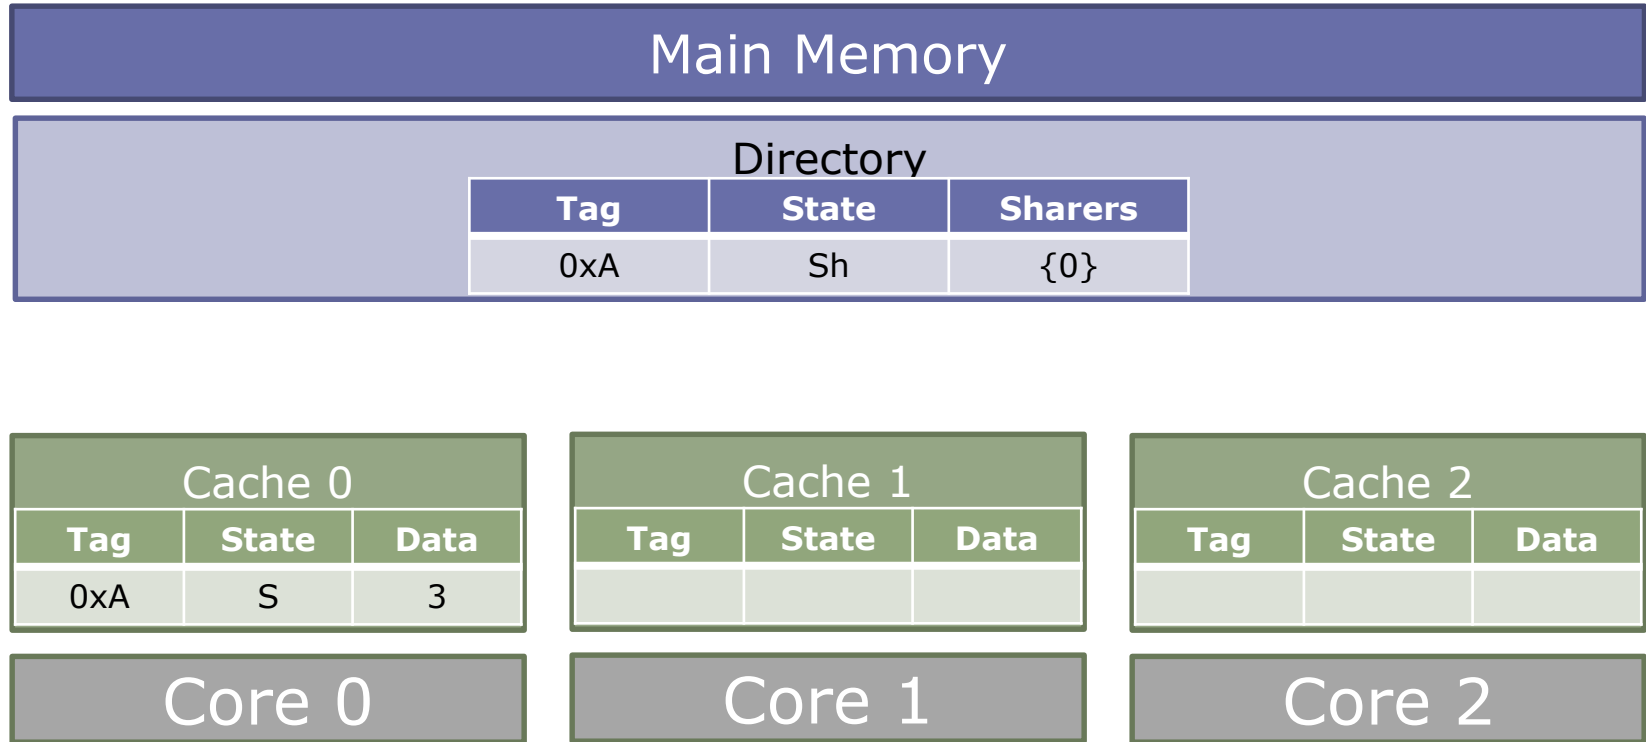 Main Memory
Directory
Tag State Sharers
0xA Sh {0}
Cache 0
Tag State Data
0xA S 3
Core 0
Cache 1
Tag State Data
Core 1
Cache 2
Tag State Data
Core 2